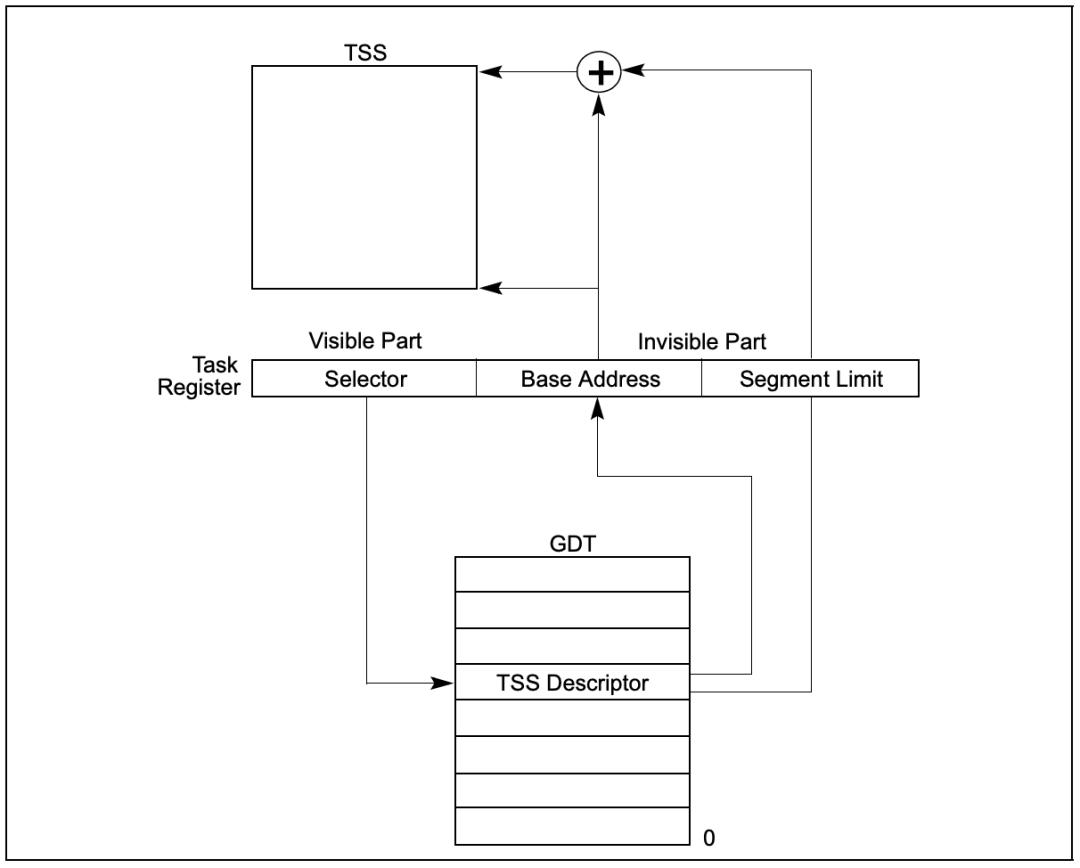 TSS
+
Visible Part
Invisible Part
Task
Register
Selector
Base Address
Segment Limit
GDT
TSS Descriptor
0